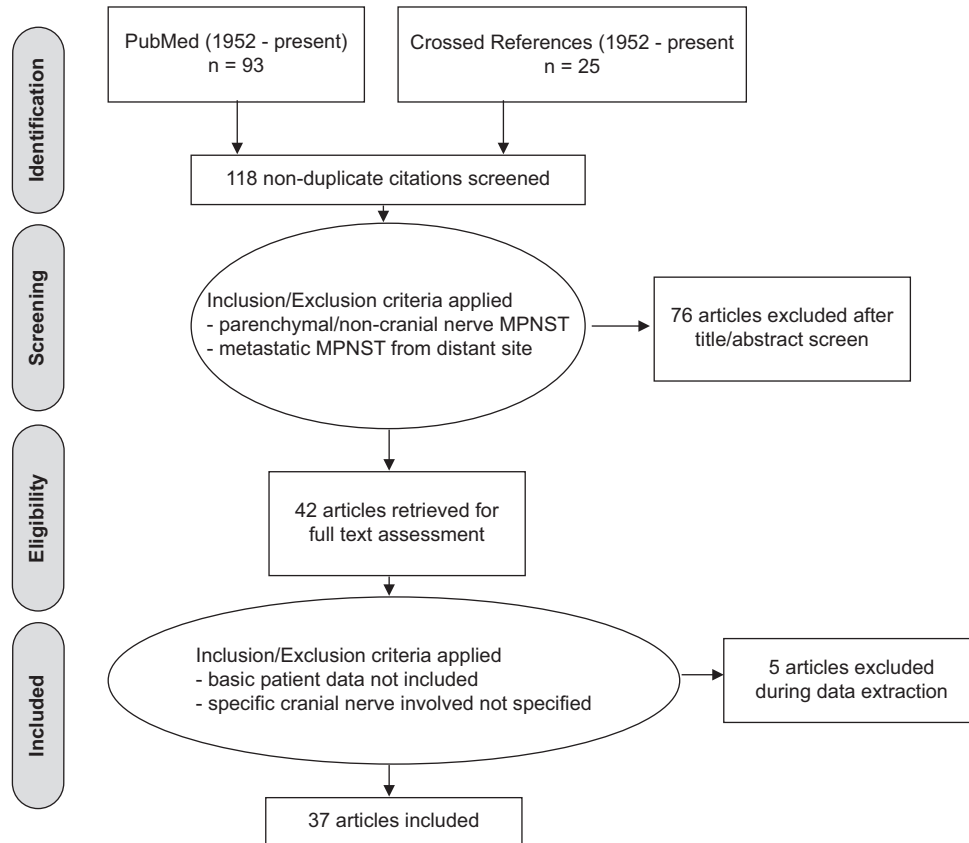 PubMed (1952 - present)
n = 93
Crossed References (1952 - present
n = 25
Identification
118 non-duplicate citations screened
Screening
Inclusion/Exclusion criteria applied
- parenchymal/non-cranial nerve MPNST
- metastatic MPNST from distant site
76 articles excluded after
title/abstract screen
Eligibility
42 articles retrieved for
full text assessment
Included
Inclusion/Exclusion criteria applied
- basic patient data not included
- specific cranial nerve involved not specified
5 articles excluded
during data extraction
37 articles included